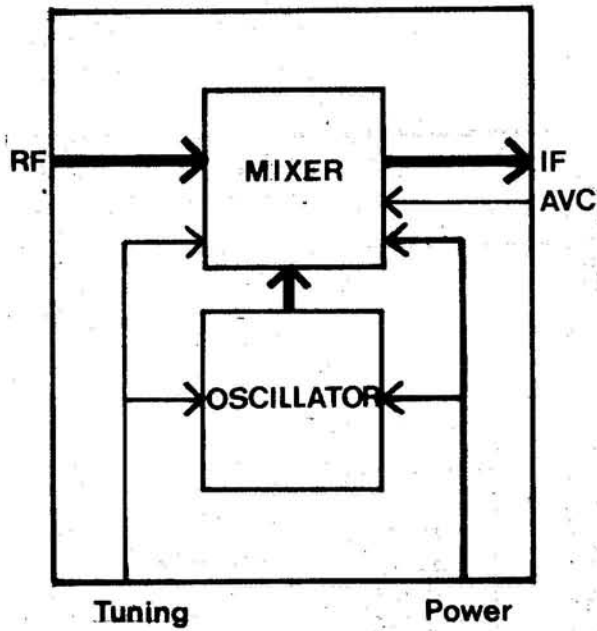 RF
MIXER
IF
AVC
OSCILLATOR
Tuning
Power